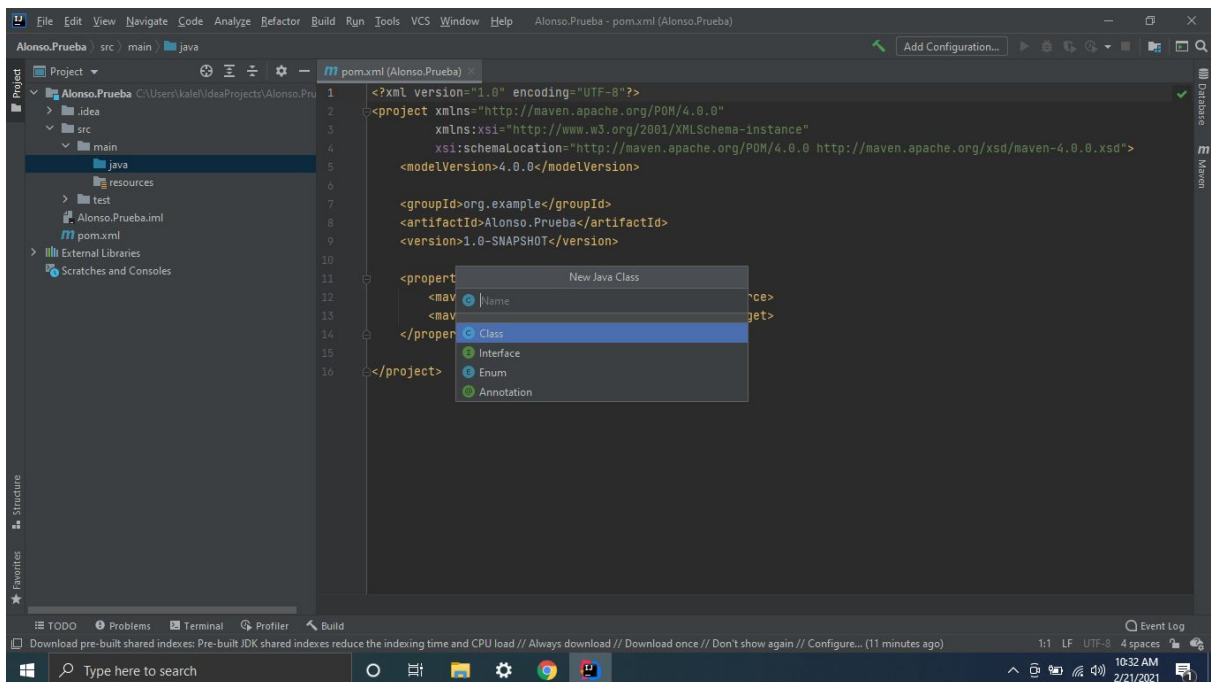 File Edit View Navigate Code Analyze Refactor Build Run Tools VCS Window Help Alonso.Prueba - pom.xml (Alonso.Prueba)
Alonso.Prueba src main java Add Configuration...
Project
Project
Alonso.Prueba C:\Users\kalel\IdeaProjects\Alonso.Pru
.idea
src
main
java
resources
test
Alonso.Prueba.iml
pom.xml
External Libraries
Scratches and Consoles
Structure
Favorites
pom.xml (Alonso.Prueba)
1 <?xml version="1.0" encoding="UTF-8"?>
2 <project xmlns="http://maven.apache.org/POM/4.0.0"
3 xmlns:xsi="http://www.w3.org/2001/XMLSchema-instance"
4 xsi:schemaLocation="http://maven.apache.org/POM/4.0.0 http://maven.apache.org/xsd/maven-4.0.0.xsd">
5 <modelVersion>4.0.0</modelVersion>
6
7 <groupId>org.example</groupId>
8 <artifactId>Alonso.Prueba</artifactId>
9 <version>1.0-SNAPSHOT</version>
10
11 <propert
12 <mav rce>
13 <mav get>
14 </proper
15
16 </project>
New Java Class
Name
Class
Interface
Enum
Annotation
Database
Maven
TODO Problems Terminal Profiler Build Event Log
Download pre-built shared indexes: Pre-built JDK shared indexes reduce the indexing time and CPU load // Always download // Download once // Don't show again // Configure... (11 minutes ago) 1:1 LF UTF-8 4 spaces
Type here to search
10:32 AM
2/21/2021